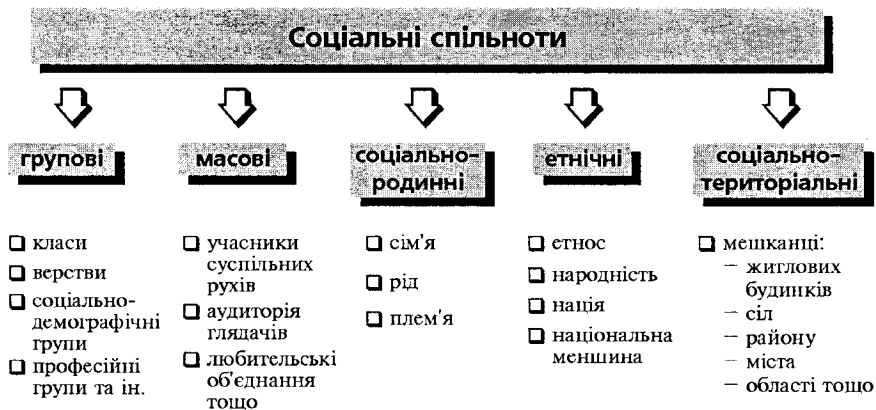 Соціальні спільноти
групові
масові
соціально-
родинні
етнічні
соціально-
територіальні
❑ класи
❑ верстви
❑ соціально-
демографічні
групи
❑ професійні
групи та ін.
❑ учасники
суспільних
рухів
❑ аудиторія
глядачів
❑ любительські
об'єднання
тощо
❑ сім'я
❑ рід
❑ плем'я
❑ етнос
❑ народність
❑ нація
❑ національна
меншина
❑ мешканці:
– житлових
будинків
– сіл
– району
– міста
– області тощо